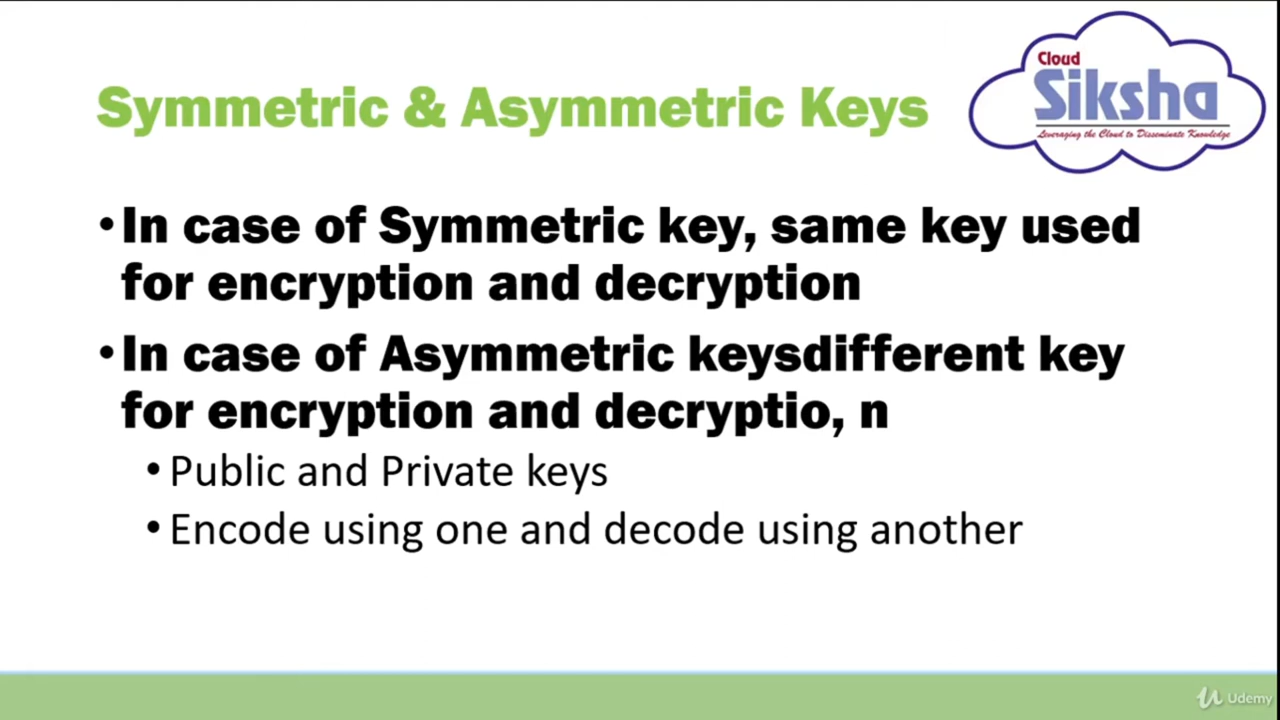 Cloud
Siksha
Leveraging the Cloud to Disseminate Knowledge
Symmetric & Asymmetric Keys
•In case of Symmetric key, same key used
for encryption and decryption
•In case of Asymmetric keysdifferent key
for encryption and decryptio, n
•Public and Private keys
•Encode using one and decode using another
Udemy